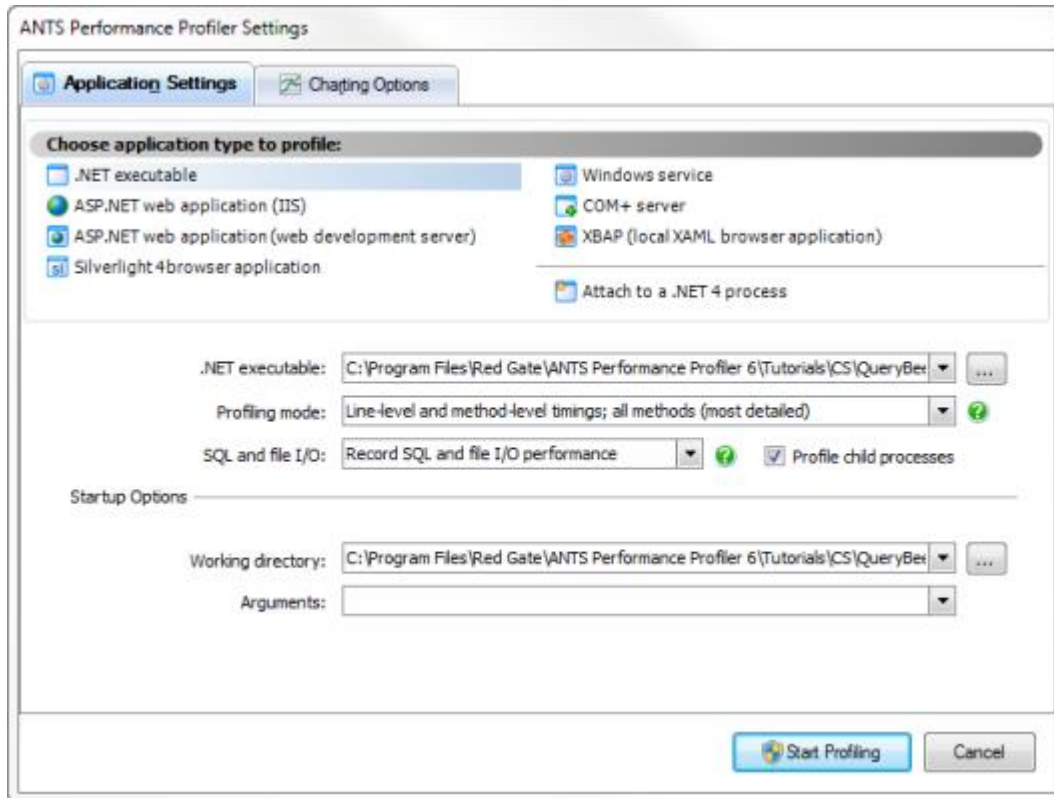 ANTS Performance Profiler Settings
Application Settings
Charting Options
Choose application type to profile:
.NET executable
ASP.NET web application (IIS)
ASP.NET web application (web development server)
Silverlight 4 browser application
Windows service
COM+ server
XBAP (local XAML browser application)
Attach to a .NET 4 process
.NET executable: C:\Program Files\Red Gate\ANTS Performance Profiler 6\Tutorials\CS\QueryBee ...
Profiling mode: Line-level and method-level timings; all methods (most detailed) ?
SQL and file I/O: Record SQL and file I/O performance ? Profile child processes
Startup Options
Working directory: C:\Program Files\Red Gate\ANTS Performance Profiler 6\Tutorials\CS\QueryBee ...
Arguments:
Start Profiling Cancel